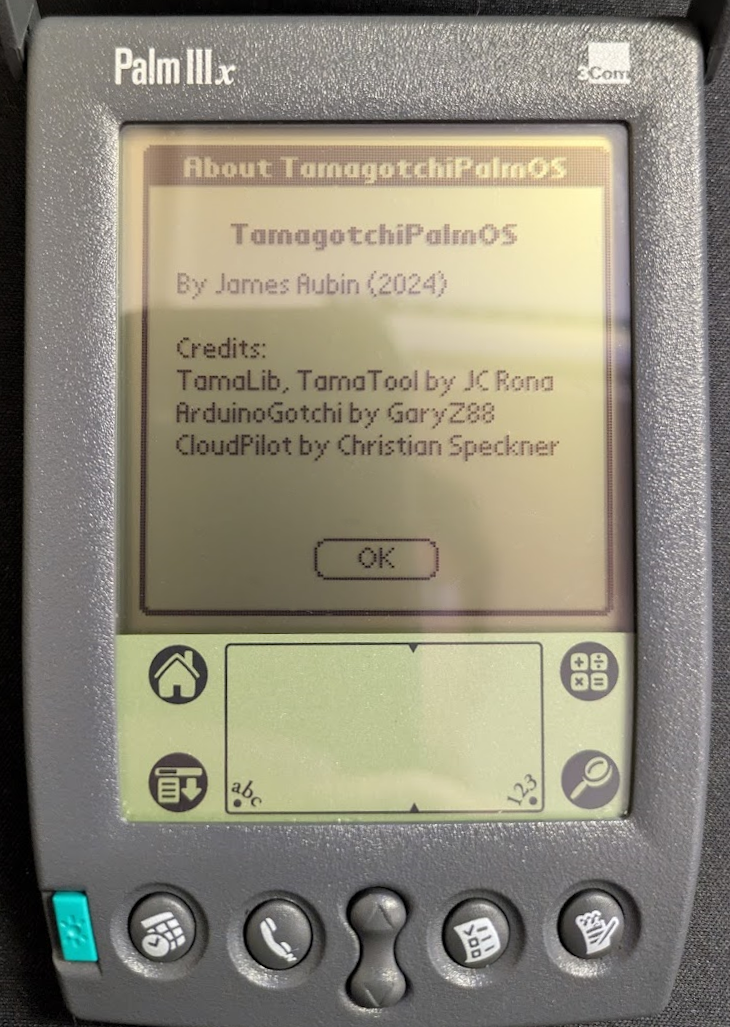 Palm IIIx
3Com
About TamagotchiPalmOS
TamagotchiPalmOS
By James Aubin (2024)
Credits:
TamaLib, TamaTool by JC Rona
ArduinoGotchi by GaryZ88
CloudPilot by Christian Speckner
OK
abc
123